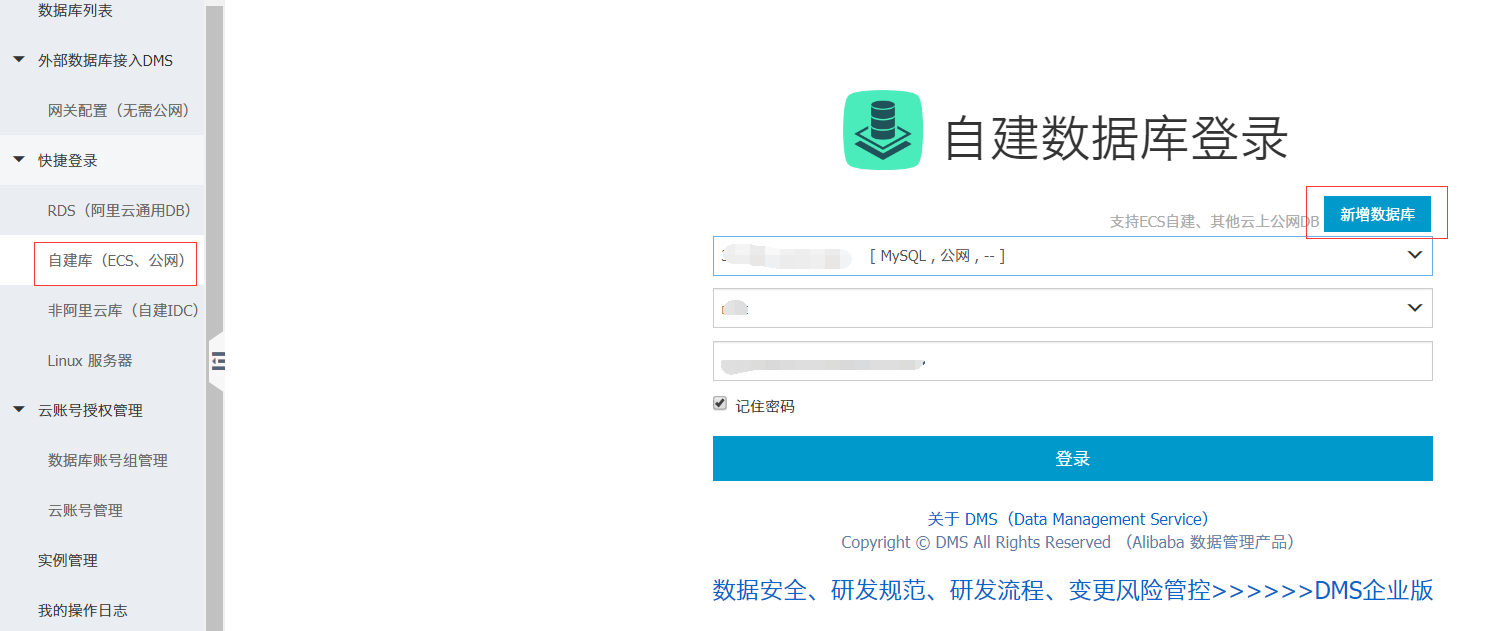 数据库列表
外部数据库接入DMS
网关配置（无需公网）
快捷登录
RDS（阿里云通用DB）
自建库（ECS、公网）
非阿里云库（自建IDC）
Linux 服务器
云账号授权管理
数据库账号组管理
云账号管理
实例管理
我的操作日志
自建数据库登录
支持ECS自建、其他云上公网DB
新增数据库
[ MySQL , 公网 , -- ]
记住密码
登录
关于 DMS（Data Management Service）
Copyright © DMS All Rights Reserved （Alibaba 数据管理产品）
数据安全、研发规范、研发流程、变更风险管控>>>>>>DMS企业版